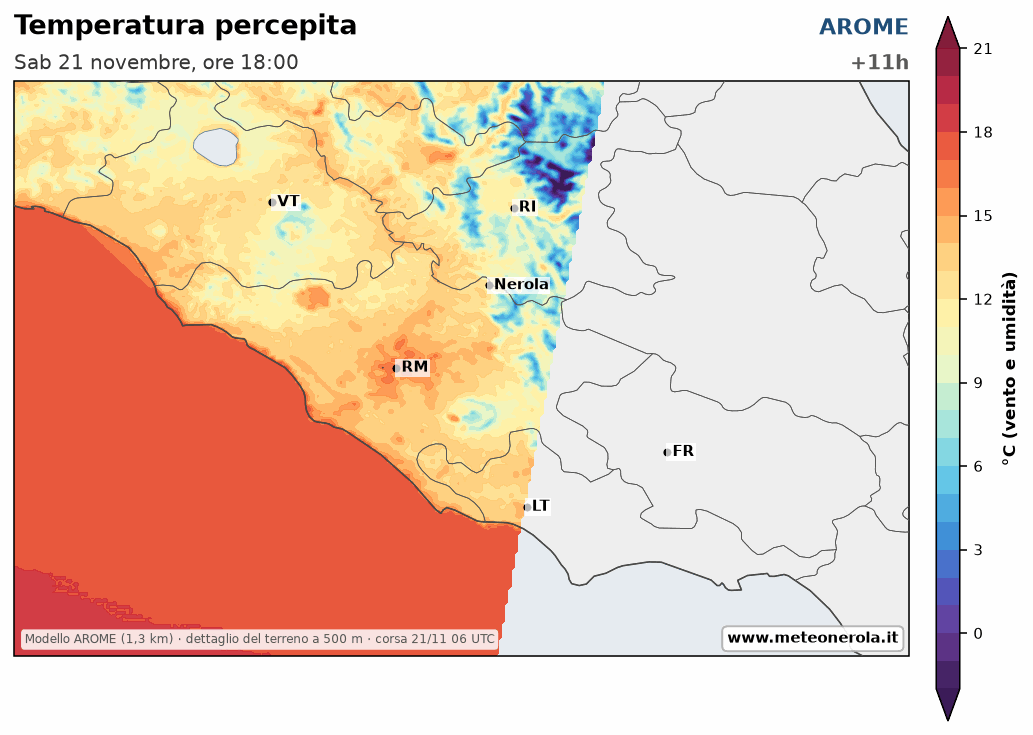 Temperatura percepita
AROME
Sab 21 novembre, ore 18:00
+11h
VT
RI
Nerola
RM
FR
LT
Modello AROME (1,3 km) · dettaglio del terreno a 500 m · corsa 21/11 06 UTC
www.meteonerola.it
21
18
15
12
9
6
3
0
°C (vento e umidità)